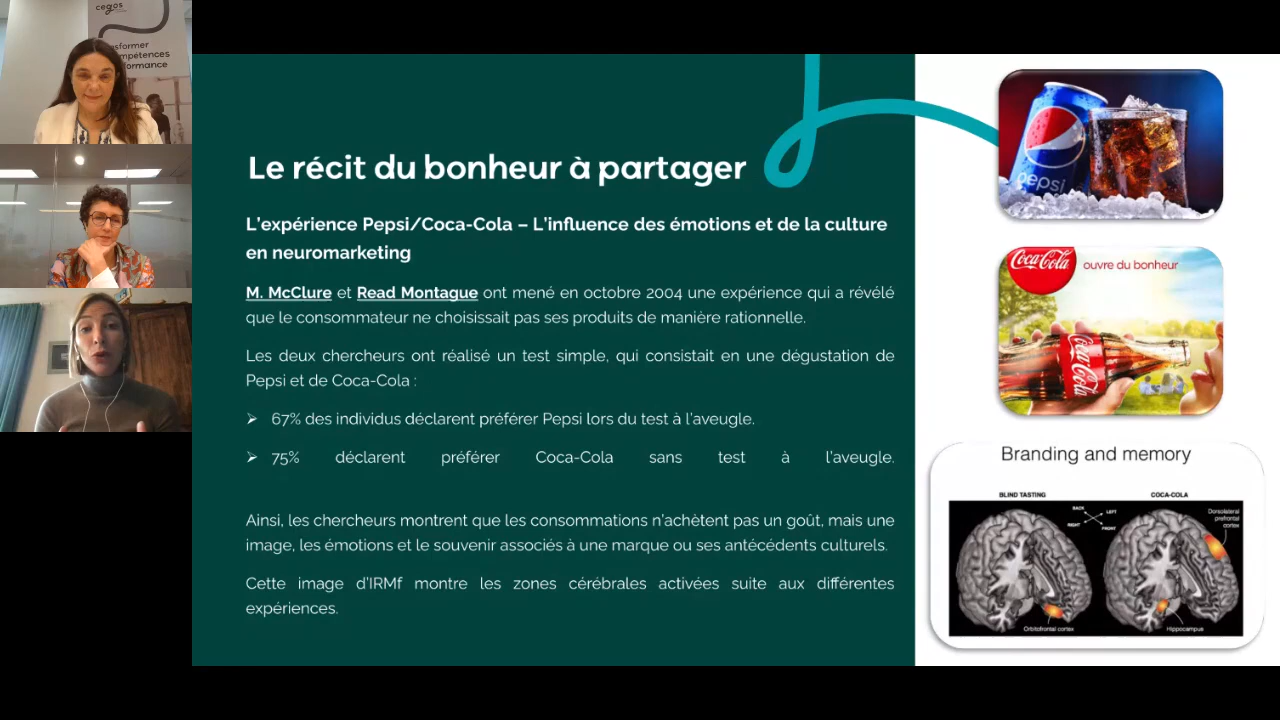 cegos
nsformer
mpétences
ormance
Le récit du bonheur à partager
L'expérience Pepsi/Coca-Cola – L'influence des émotions et de la culture
en neuromarketing
M. McClure et Read Montague ont mené en octobre 2004 une expérience qui a révélé
que le consommateur ne choisissait pas ses produits de manière rationnelle.
Les deux chercheurs ont réalisé un test simple, qui consistait en une dégustation de
Pepsi et de Coca-Cola :
67% des individus déclarent préférer Pepsi lors du test à l'aveugle.
75% déclarent préférer Coca-Cola sans test à l'aveugle.
Ainsi, les chercheurs montrent que les consommations n'achètent pas un goût, mais une
image, les émotions et le souvenir associés à une marque ou ses antécédents culturels.
Cette image d'IRMf montre les zones cérébrales activées suite aux différentes
expériences.
pepsi
Coca-Cola
ouvre du bonheur
Coca-Cola
Branding and memory
BLIND TASTING
COCA-COLA
BACK
LEFT
RIGHT
FRONT
Dorsolateral
prefrontal
cortex
Orbitofrontal cortex
Hippocampus